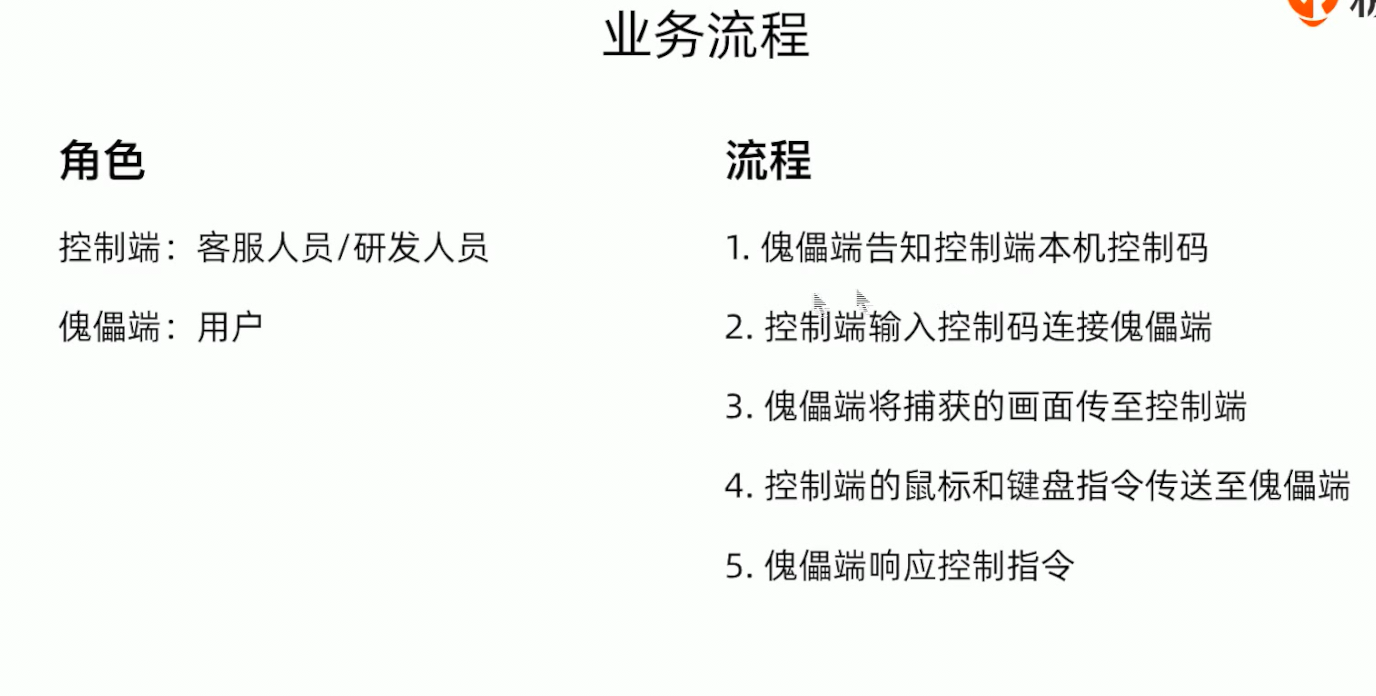 业务流程
角色
控制端：客服人员/研发人员
傀儡端：用户
流程
1. 傀儡端告知控制端本机控制码
2. 控制端输入控制码连接傀儡端
3. 傀儡端将捕获的画面传至控制端
4. 控制端的鼠标和键盘指令传送至傀儡端
5. 傀儡端响应控制指令